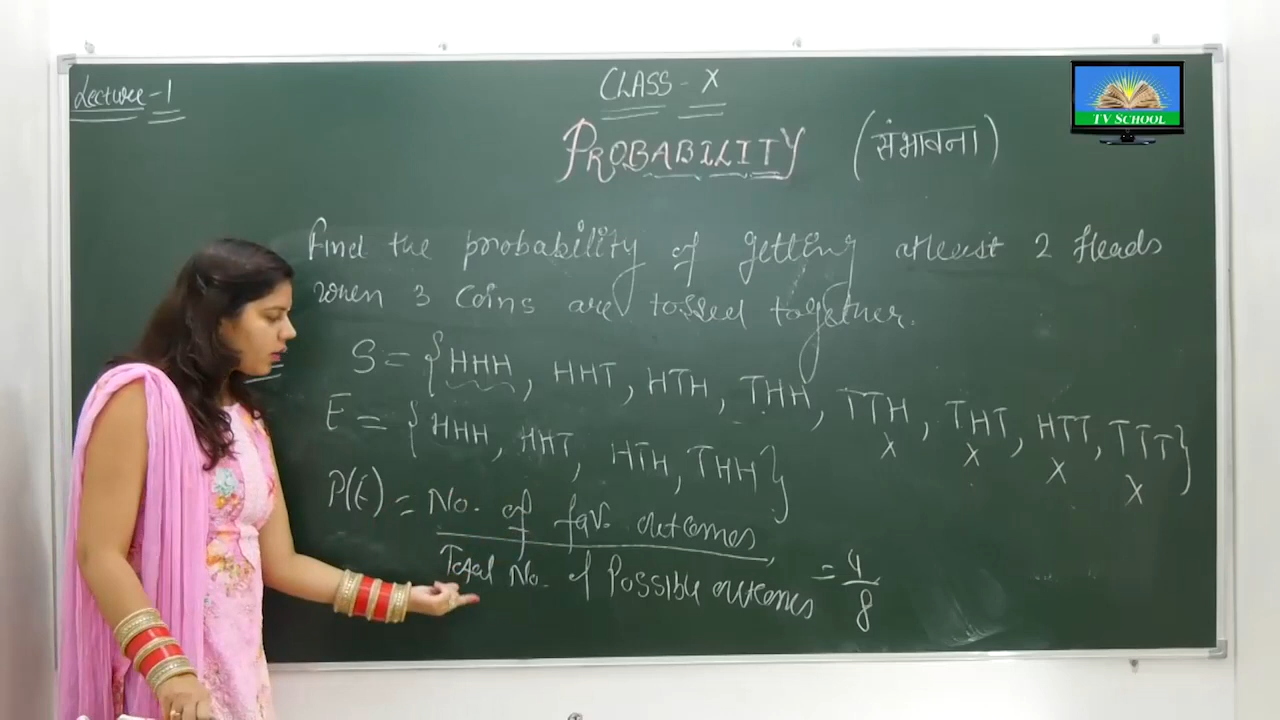 Lecture-1
CLASS - X
PROBABILITY (संभावना)
TV SCHOOL
Find the probability of getting atleast 2 Heads
when 3 Coins are tossed together.
S = {HHH, HHT, HTH, THH, TTH, THT, HTT, TTT}
X X X X
E = {HHH, HHT, HTH, THH}
P(E) = No. of fav. outcomes
Total No. of Possible outcomes = 4/8